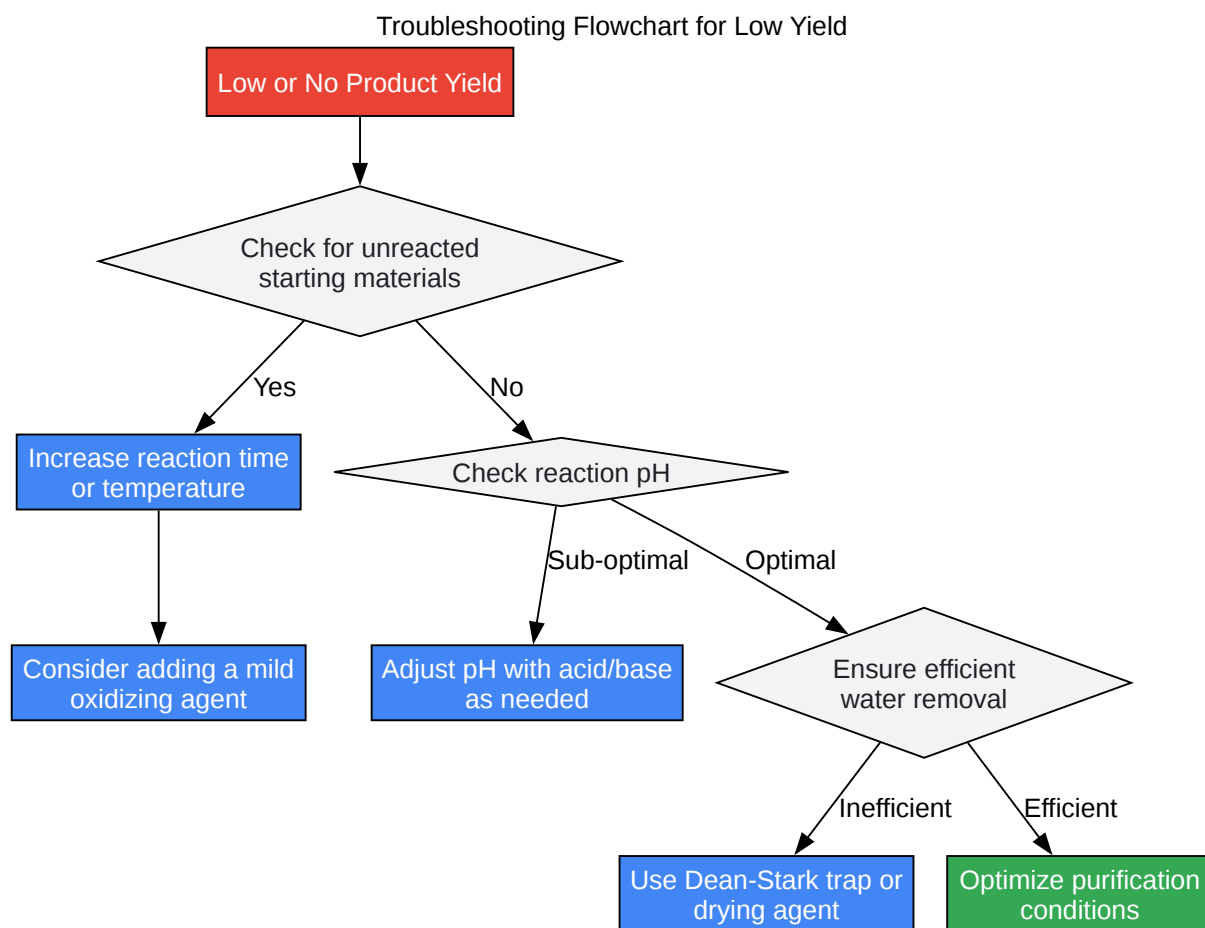 Troubleshooting Flowchart for Low Yield
Low or No Product Yield
Check for unreacted
starting materials
Yes
No
Increase reaction time
or temperature
Check reaction pH
Sub-optimal
Optimal
Consider adding a mild
oxidizing agent
Adjust pH with acid/base
as needed
Ensure efficient
water removal
Inefficient
Efficient
Use Dean-Stark trap or
drying agent
Optimize purification
conditions